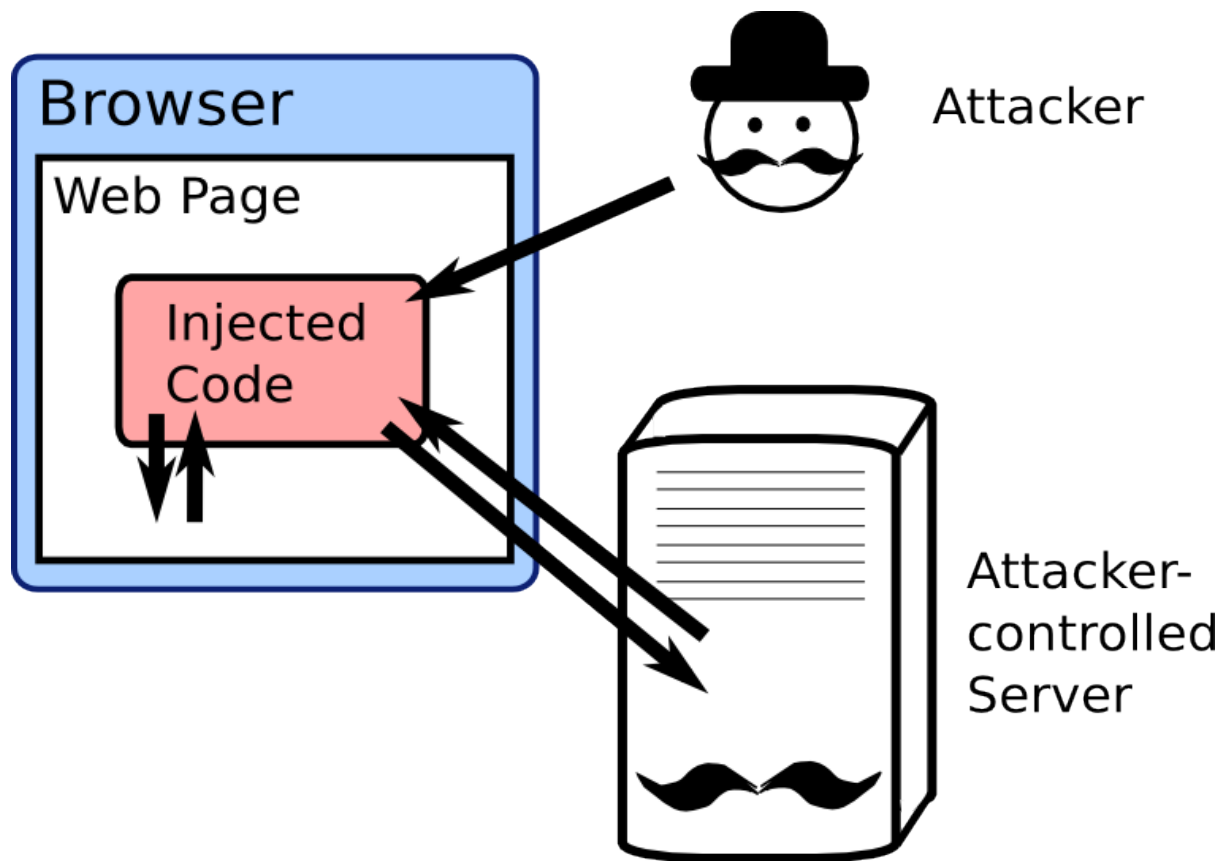 Browser
Web Page
Injected
Code
Attacker
Attacker-
controlled
Server